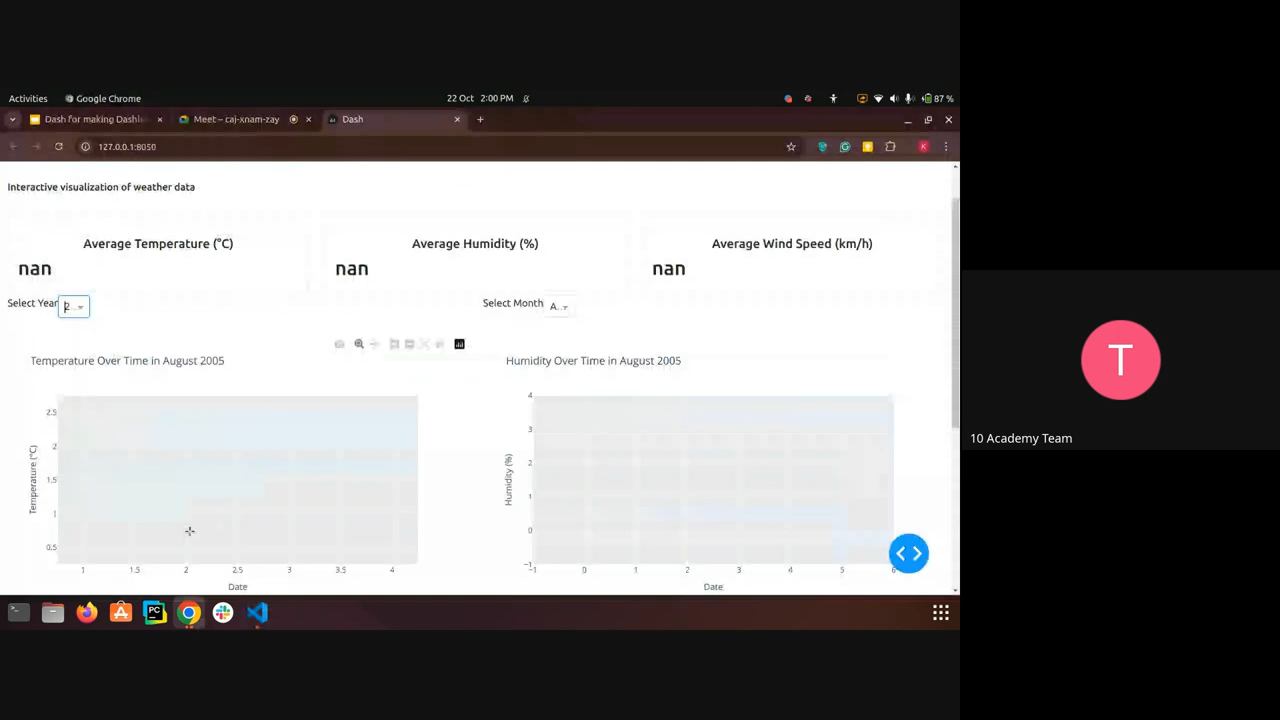 Activities Google Chrome 22 Oct 2:00 PM 87 %
Dash for making Dashb Meet – caj-xnam-zay Dash
127.0.0.1:8050 K
Interactive visualization of weather data
Average Temperature (°C) Average Humidity (%) Average Wind Speed (km/h)
nan nan nan
Select Year 2 Select Month A...
Temperature Over Time in August 2005 Humidity Over Time in August 2005
Temperature (°C)
2.5
2
1.5
1
0.5
1 1.5 2 2.5 3 3.5 4
Date
Humidity (%)
4
3
2
1
0
−1
−1 0 1 2 3 4 5 6
Date
PC
T
10 Academy Team